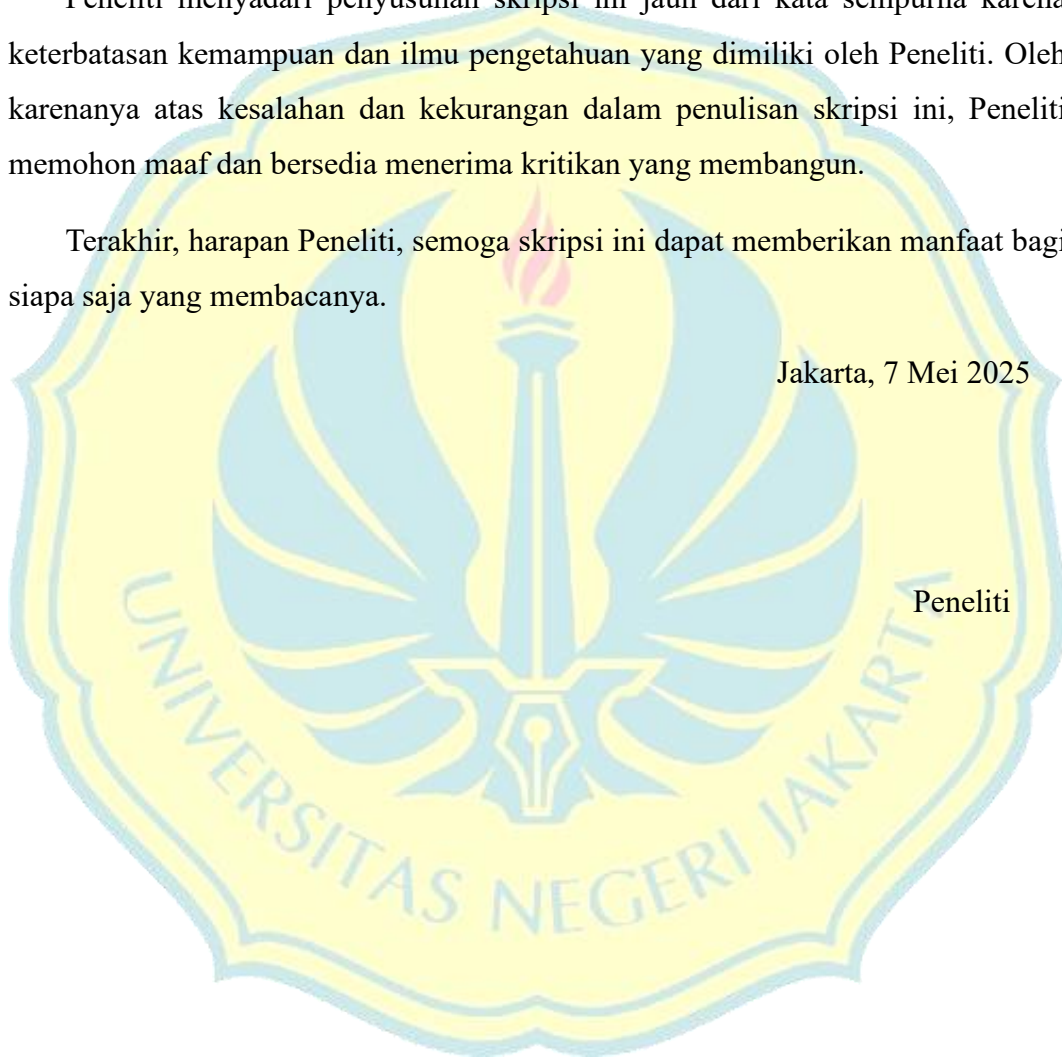 Peneliti menyadari penyusunan skripsi ini jauh dari kata sempurna karena
keterbatasan kemampuan dan ilmu pengetahuan yang dimiliki oleh Peneliti. Oleh
karenanya atas kesalahan dan kekurangan dalam penulisan skripsi ini, Peneliti
memohon maaf dan bersedia menerima kritikan yang membangun.
Terakhir, harapan Peneliti, semoga skripsi ini dapat memberikan manfaat bagi
siapa saja yang membacanya.
Jakarta, 7 Mei 2025
Peneliti
UNIVERSITAS NEGERI JAKARTA